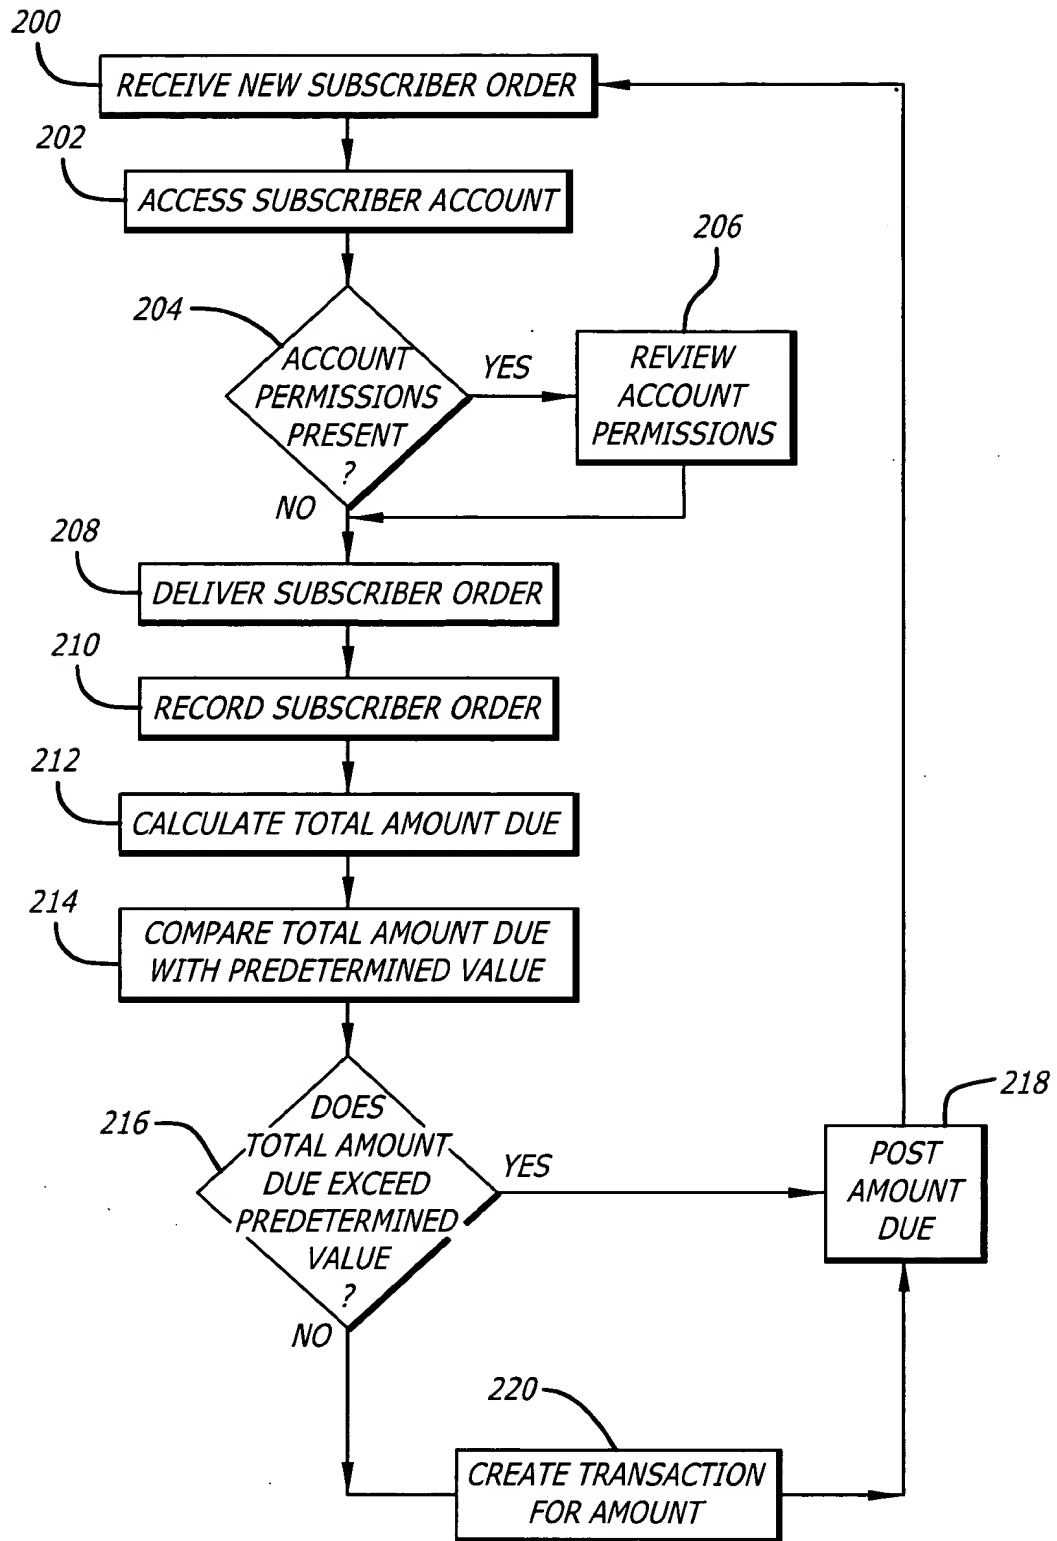 200
RECEIVE NEW SUBSCRIBER ORDER
202
ACCESS SUBSCRIBER ACCOUNT
206
204
ACCOUNT
PERMISSIONS
PRESENT
?
YES
REVIEW
ACCOUNT
PERMISSIONS
NO
208
DELIVER SUBSCRIBER ORDER
210
RECORD SUBSCRIBER ORDER
212
CALCULATE TOTAL AMOUNT DUE
214
COMPARE TOTAL AMOUNT DUE
WITH PREDETERMINED VALUE
216
DOES
TOTAL AMOUNT
DUE EXCEED
PREDETERMINED
VALUE
?
YES
218
POST
AMOUNT
DUE
NO
220
CREATE TRANSACTION
FOR AMOUNT